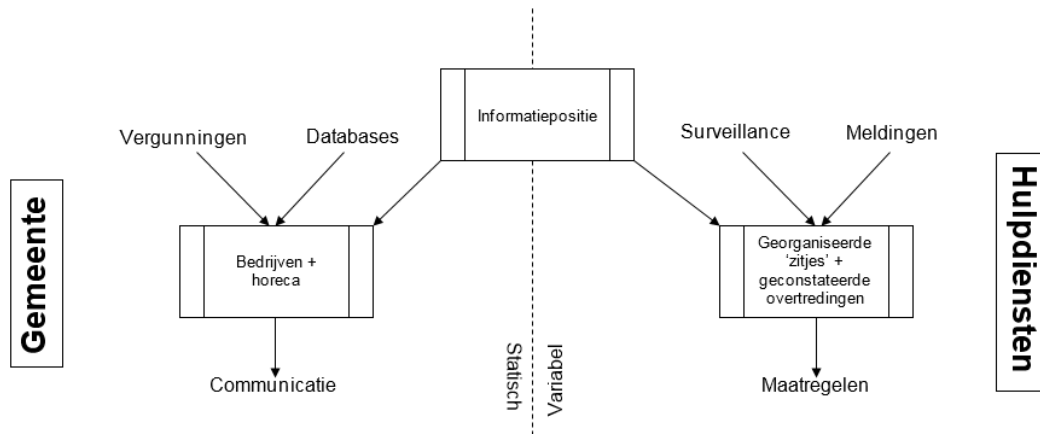 Informatiepositie
Vergunningen
Databases
Surveillance
Meldingen
Gemeente
Hulpdiensten
Bedrijven +
horeca
Georganiseerde
‘zitjes’ +
geconstateerde
overtredingen
Statisch
Variabel
Communicatie
Maatregelen